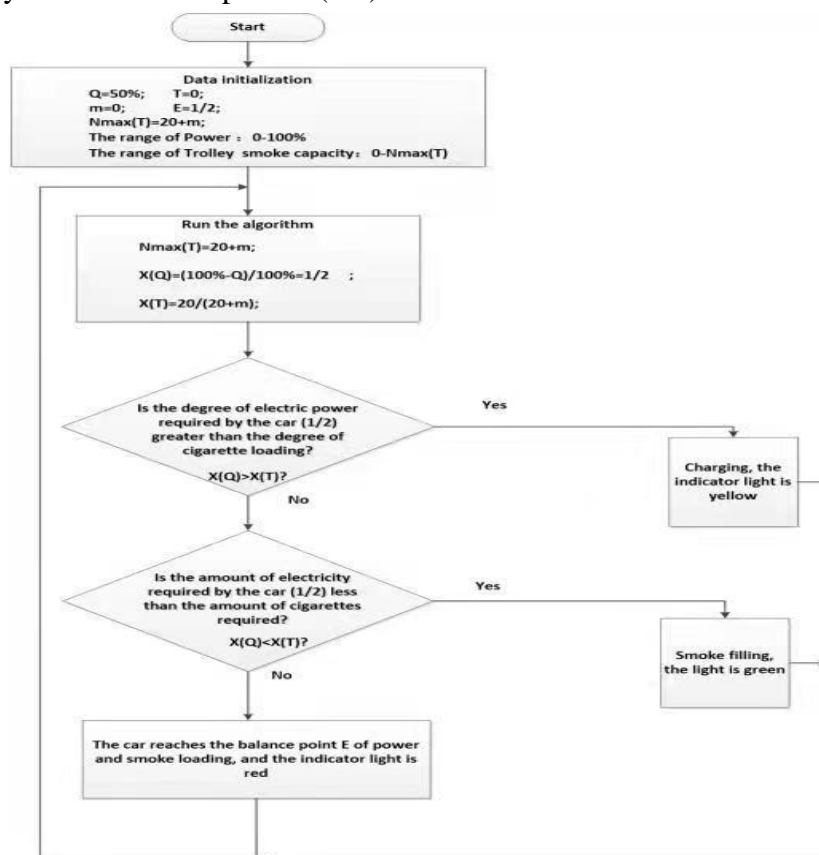 Start
Data initialization
Q=50%; T=0;
m=0; E=1/2;
Nmax(T)=20+m;
The range of Power： 0-100%
The range of Trolley smoke capacity：0-Nmax(T)
Run the algorithm
Nmax(T)=20+m;
X(Q)=(100%-Q)/100%=1/2 ;
X(T)=20/(20+m);
Is the degree of electric power
required by the car (1/2)
greater than the degree of
cigarette loading?
X(Q)>X(T)?
Yes
Charging, the
indicator light is
yellow
No
Is the amount of electricity
required by the car (1/2) less
than the amount of cigarettes
required?
X(Q)<X(T)?
Yes
Smoke filling,
the light is green
No
The car reaches the balance point E of power
and smoke loading, and the indicator light is
red